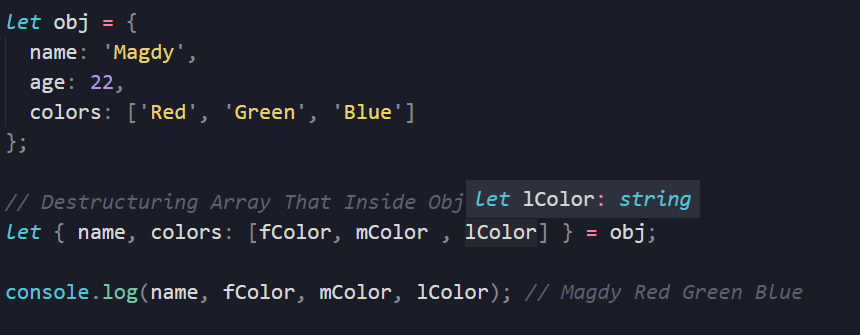 let obj = {
  name: 'Magdy',
  age: 22,
  colors: ['Red', 'Green', 'Blue']
};
// Destructuring Array That Inside Obj
let lColor: string
let { name, colors: [fColor, mColor , lColor] } = obj;
console.log(name, fColor, mColor, lColor); // Magdy Red Green Blue